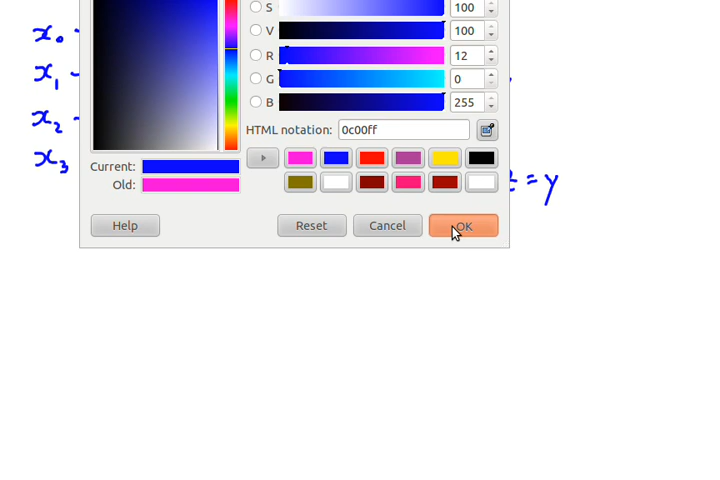 S 100
x₀ V 100
R 12
x₁ G 0
x₂ B 255
HTML notation: 0c00ff
x₃ Current:
Old:
= y
Help Reset Cancel OK